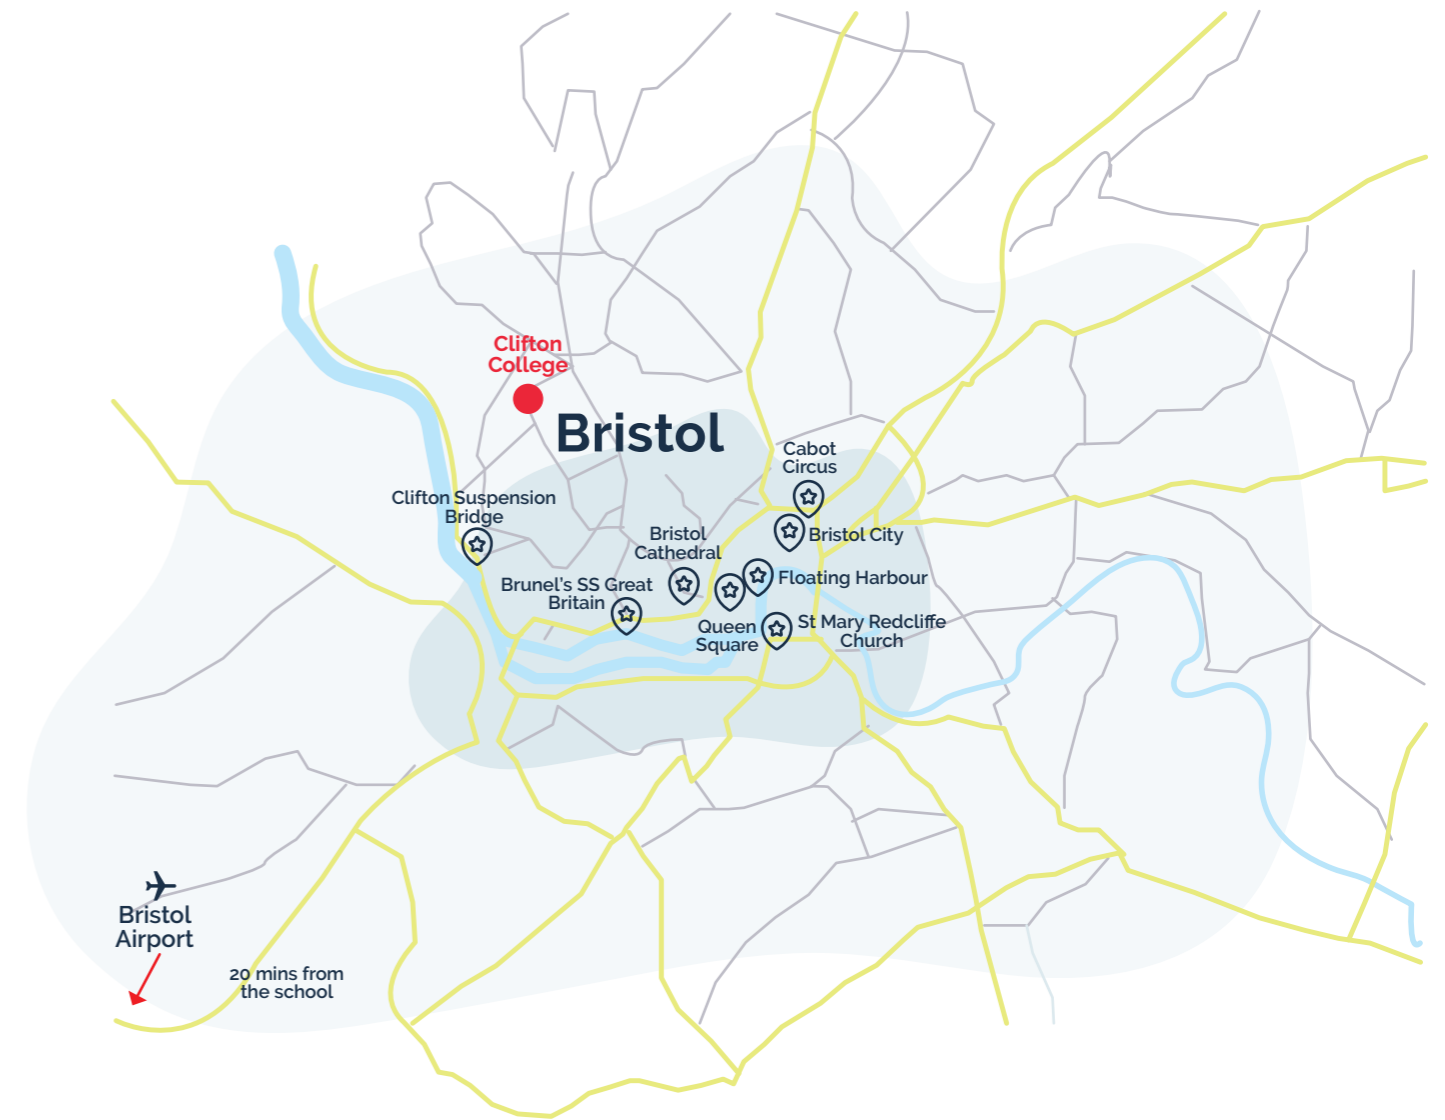 Clifton
College
Bristol
Cabot
Circus
Clifton Suspension
Bridge
Bristol
Cathedral
Bristol City
Brunel's SS Great
Britain
Floating Harbour
Queen
Square
St Mary Redcliffe
Church
Bristol
Airport
20 mins from
the school